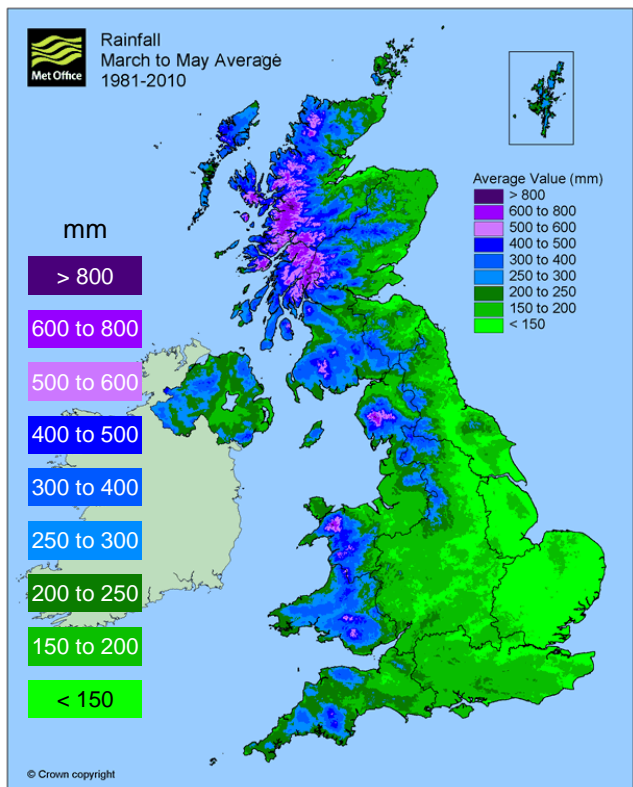 Met Office
Rainfall
March to May Average
1981-2010
Average Value (mm)
> 800
600 to 800
500 to 600
400 to 500
300 to 400
250 to 300
200 to 250
150 to 200
< 150
mm
> 800
600 to 800
500 to 600
400 to 500
300 to 400
250 to 300
200 to 250
150 to 200
< 150
© Crown copyright